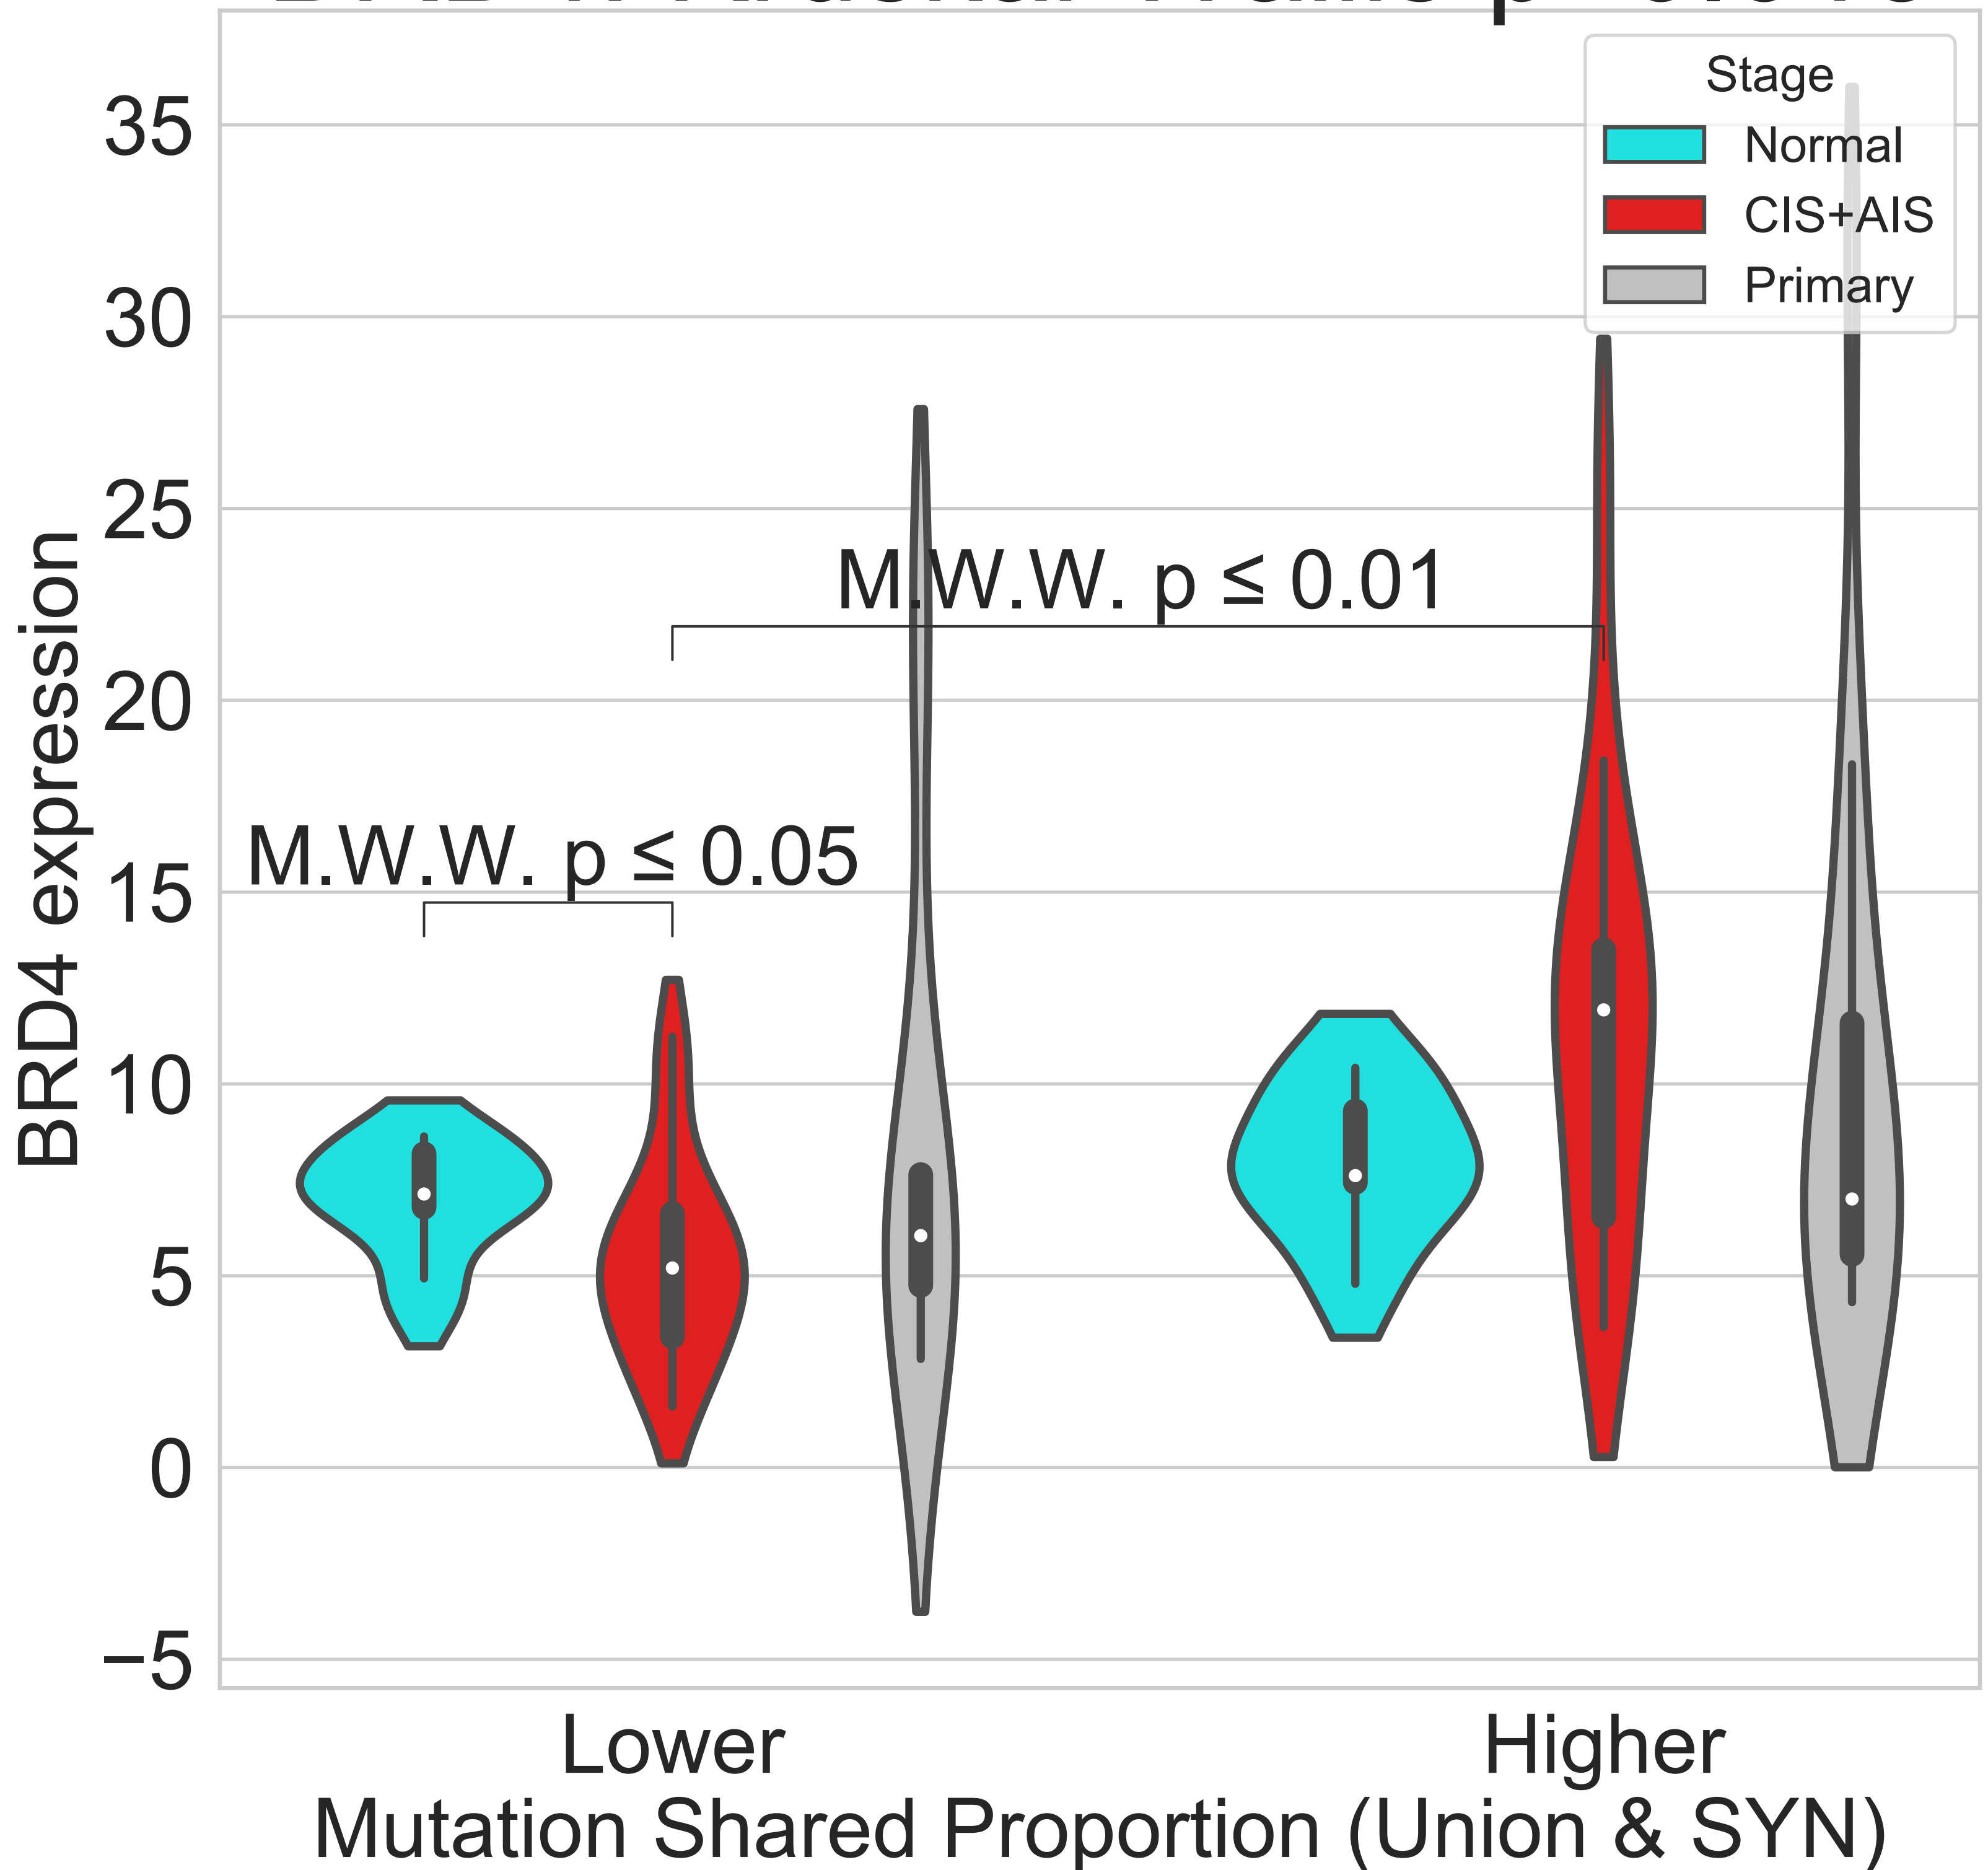 Stage
Normal
CIS+AIS
Primary
35
30
25
20
15
10
5
0
−5
BRD4 expression
M.W.W. p ≤ 0.01
M.W.W. p ≤ 0.05
Lower
Higher
Mutation Shared Proportion (Union & SYN)